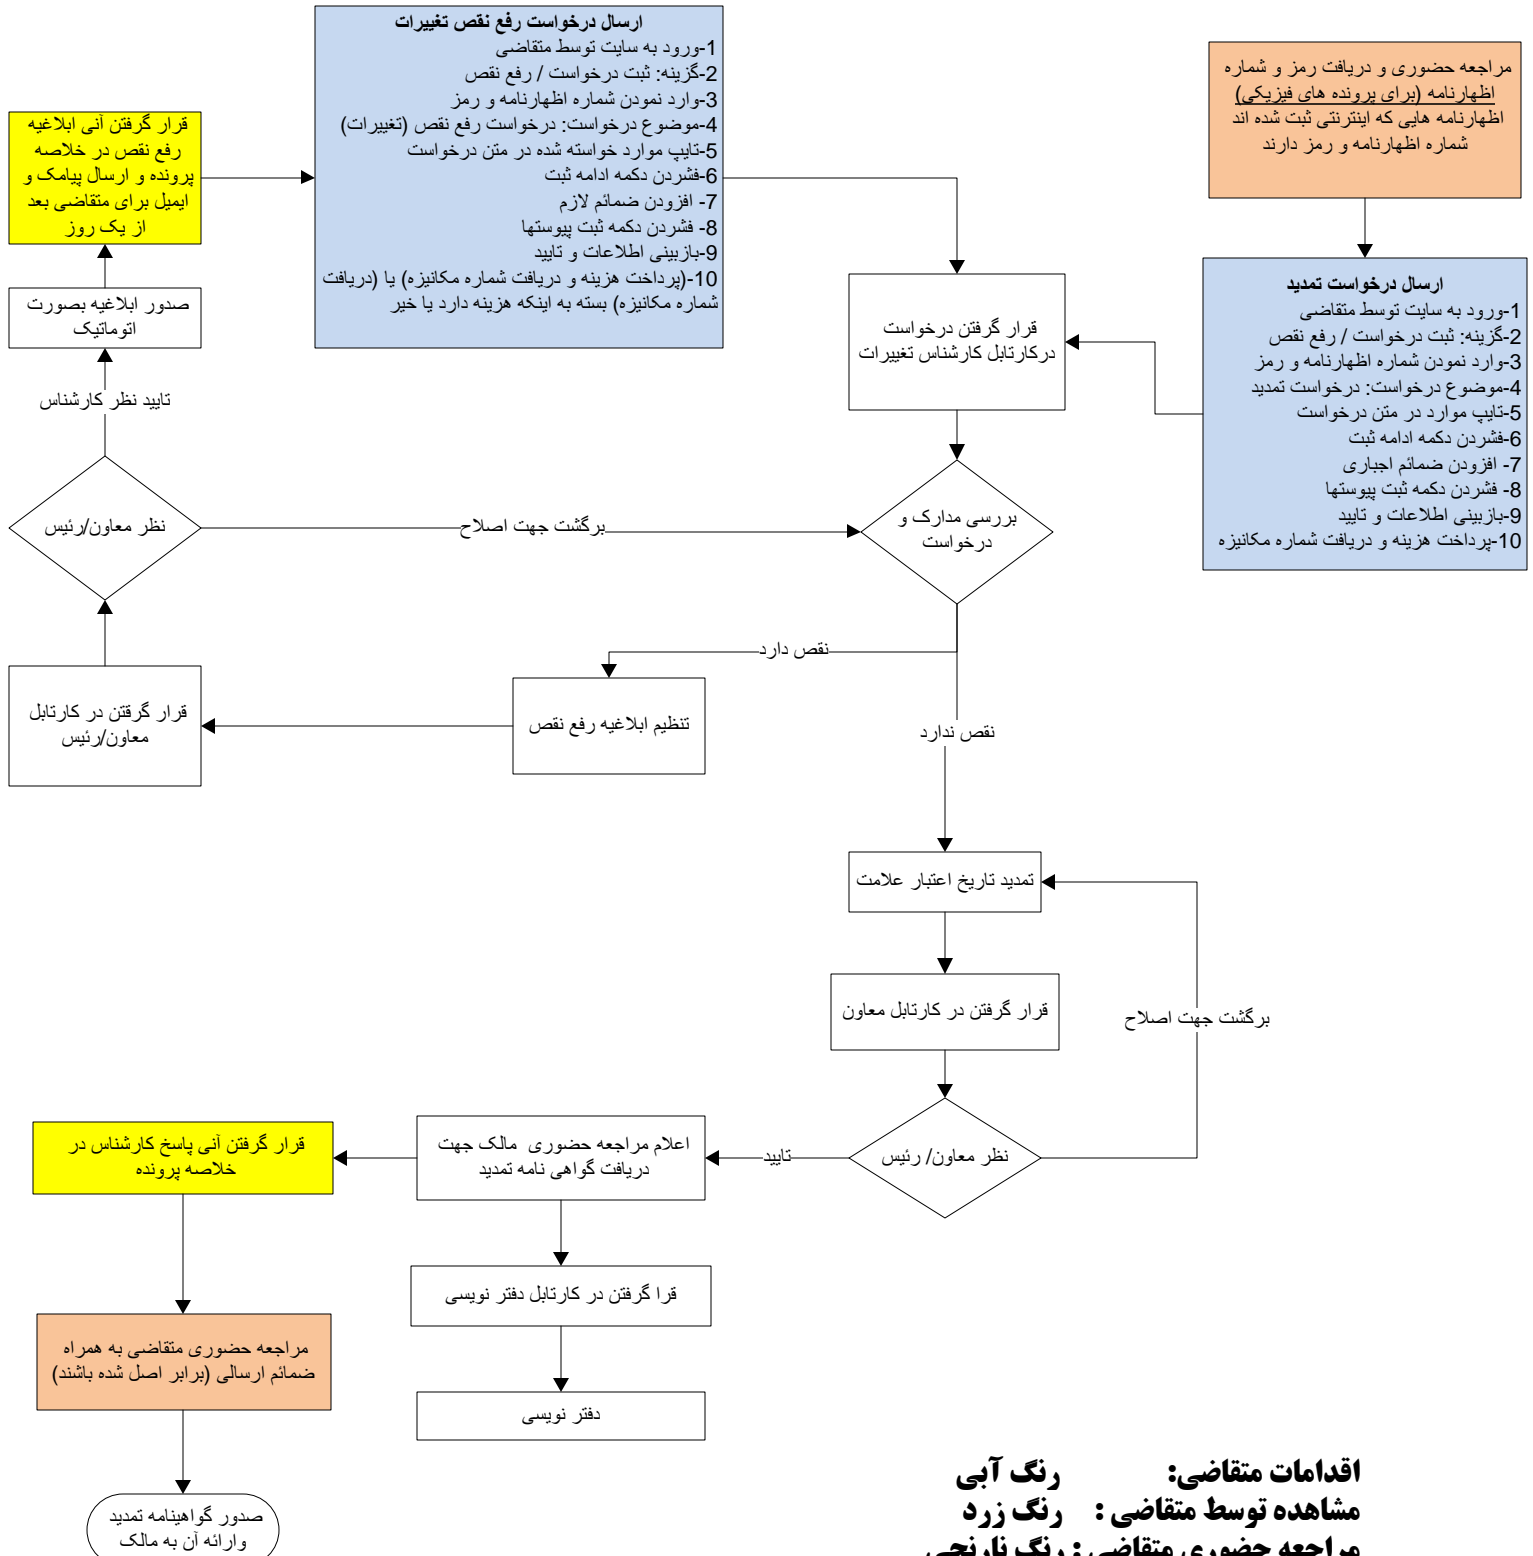 مراجعه حضوری و دریافت رمز و شماره
اظهارنامه (برای پرونده های فیزیکی)
اظهارنامه هایی که اینترنتی ثبت شده اند
شماره اظهارنامه و رمز دارند
ارسال درخواست تمدید
1-ورود به سایت توسط متقاضی
2-گزینه: ثبت درخواست / رفع نقص
3-وارد نمودن شماره اظهارنامه و رمز
4-موضوع درخواست: درخواست تمدید
5-تایپ موارد در متن درخواست
6-فشردن دکمه ادامه ثبت
7- افزودن ضمائم اجباری
8- فشردن دکمه ثبت پیوستها
9-بازبینی اطلاعات و تایید
10-پرداخت هزینه و دریافت شماره مکانیزه
ارسال درخواست رفع نقص تغییرات
1-ورود به سایت توسط متقاضی
2-گزینه: ثبت درخواست / رفع نقص
3-وارد نمودن شماره اظهارنامه و رمز
4-موضوع درخواست: درخواست رفع نقص (تغییرات)
5-تایپ موارد خواسته شده در متن درخواست
6-فشردن دکمه ادامه ثبت
7- افزودن ضمائم لازم
8- فشردن دکمه ثبت پیوستها
9-بازبینی اطلاعات و تایید
10-(پرداخت هزینه و دریافت شماره مکانیزه) یا (دریافت
شماره مکانیزه) بسته به اینکه هزینه دارد یا خیر
قرار گرفتن آنی ابلاغیه
رفع نقص در خلاصه
پرونده و ارسال پیامک و
ایمیل برای متقاضی بعد
از یک روز
صدور ابلاغیه بصورت
اتوماتیک
تایید نظر کارشناس
نظر معاون/رئیس
برگشت جهت اصلاح
قرار گرقتن در کارتابل
معاون/رئیس
قرار گرفتن درخواست
درکارتابل کارشناس تغییرات
بررسی مدارک و
درخواست
نقص دارد
تنظیم ابلاغیه رفع نقص
نقص ندارد
تمدید تاریخ اعتبار علامت
قرار گرفتن در کارتابل معاون
برگشت جهت اصلاح
نظر معاون/ رئیس
تایید
اعلام مراجعه حضوری مالک جهت
دریافت گواهی نامه تمدید
قرار گرفتن آنی پاسخ کارشناس در
خلاصه پرونده
قرا گرفتن در کارتابل دفتر نویسی
دفتر نویسی
مراجعه حضوری متقاضی به همراه
ضمائم ارسالی (برابر اصل شده باشند)
صدور گواهینامه تمدید
وارائه آن به مالک
اقدامات متقاضی: رنگ آبی
مشاهده توسط متقاضی : رنگ زرد
مراجعه حضوری متقاضی : رنگ نارنجی